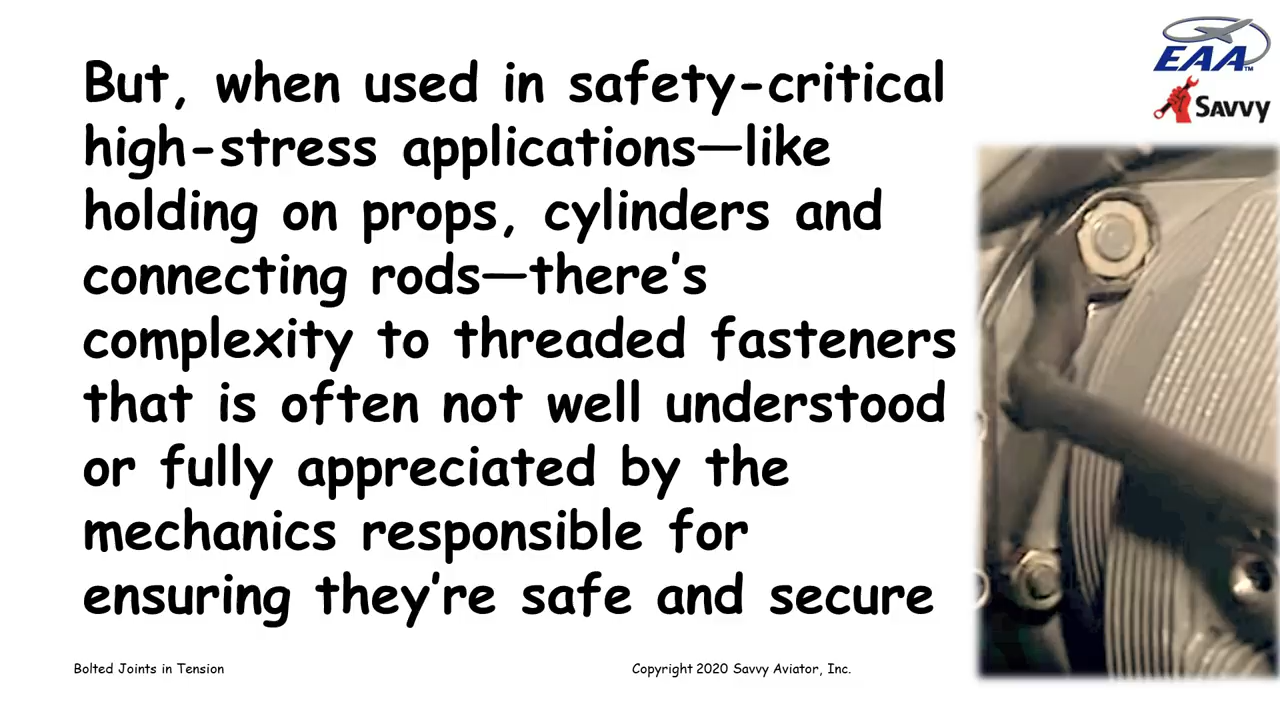 But, when used in safety-critical
high-stress applications—like
holding on props, cylinders and
connecting rods—there's
complexity to threaded fasteners
that is often not well understood
or fully appreciated by the
mechanics responsible for
ensuring they're safe and secure
EAA™
Savvy
Bolted Joints in Tension
Copyright 2020 Savvy Aviator, Inc.